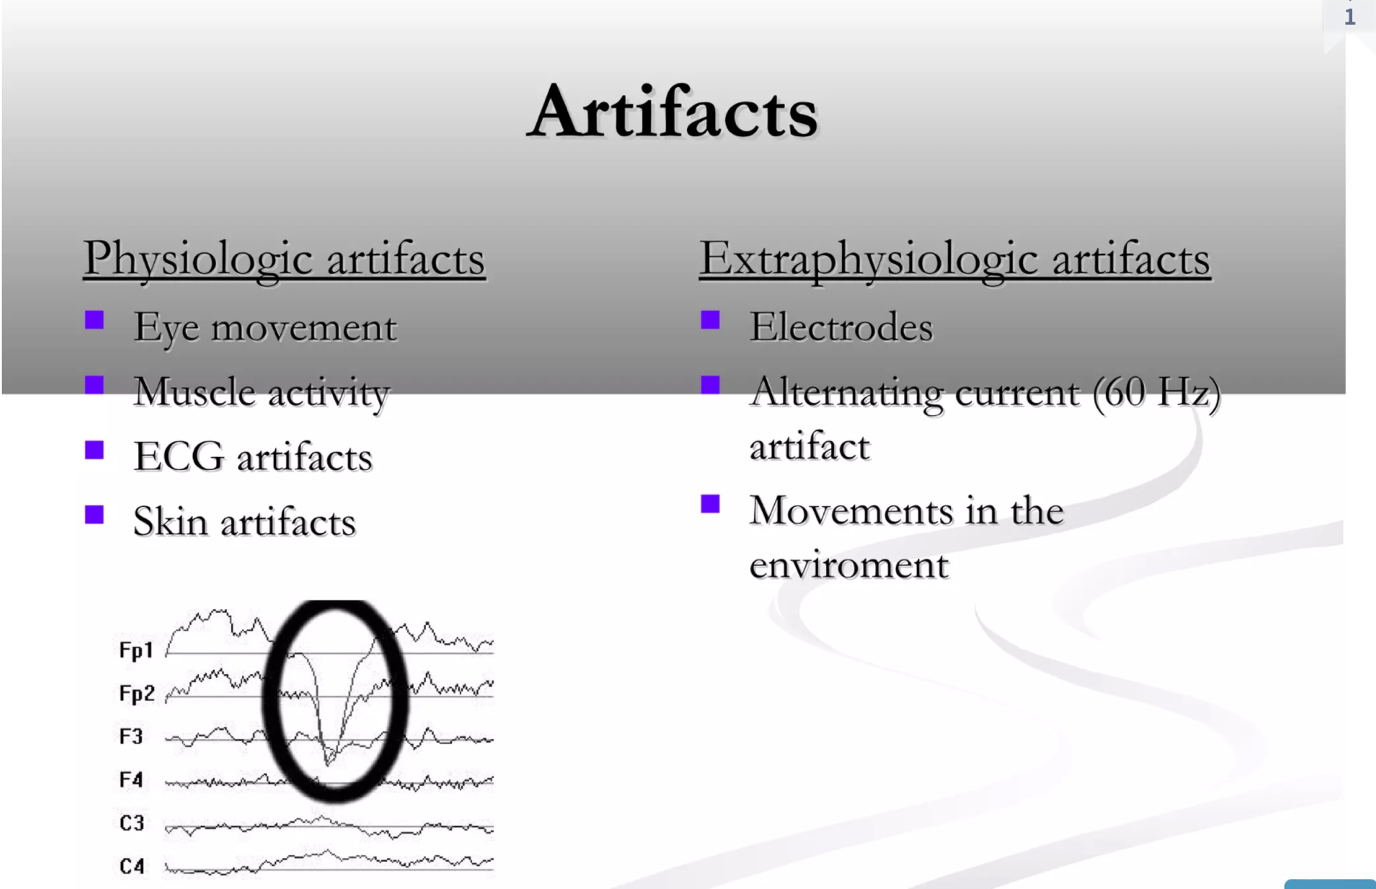 1
Artifacts
Physiologic artifacts
Eye movement
Muscle activity
ECG artifacts
Skin artifacts
Extraphysiologic artifacts
Electrodes
Alternating current (60 Hz)
artifact
Movements in the
enviroment
Fp1
Fp2
F3
F4
C3
C4